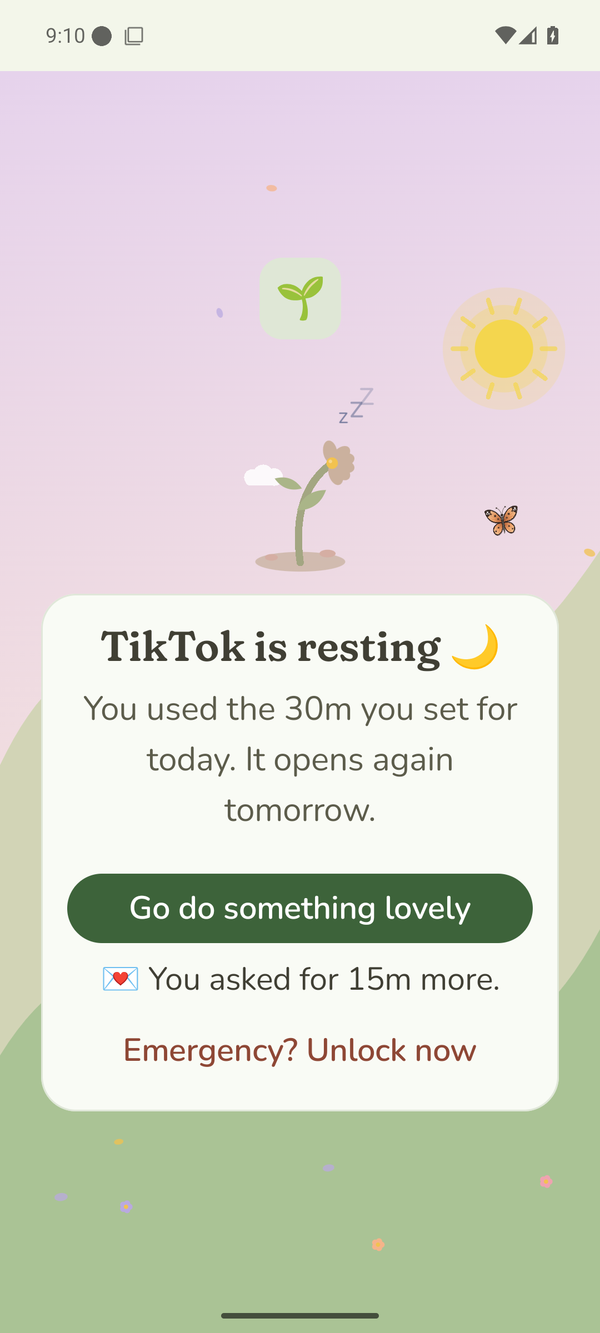 9:10
z
Z
Z
TikTok is resting 🌙
You used the 30m you set for
today. It opens again
tomorrow.
Go do something lovely
💌 You asked for 15m more.
Emergency? Unlock now